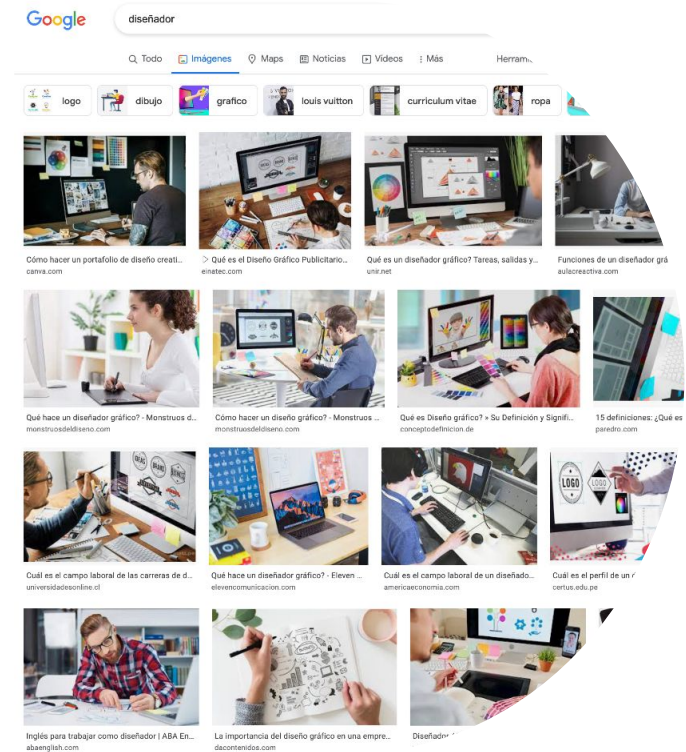 Google
diseñador
Todo Imágenes Maps Noticias Videos Más
logo dibujo grafico louis vuitton curriculum vitae ropa
Cómo hacer un portafolio de diseño creati... > Qué es el Diseño Gráfico Publicitario... Qué es un diseñador gráfico? Tareas, salidas y... Funciones de un diseñador grá
canva.com einatec.com unir.net aulacreactiva.com
Qué hace un diseñador gráfico? - Monstruos d... Cómo hacer un diseño gráfico? - Monstruos ... Qué es Diseño gráfico? » Su Definición y Signifi... 15 definiciones: ¿Qué es
monstruosdeldiseno.com monstruosdeldiseno.com conceptodefinicion.de paredro.com
LOGO LOGO
Cuál es el campo laboral de las carreras de d... Qué hace un diseñador gráfico? - Eleven ... Cuál es el campo laboral de un diseñado... Cuál es el perfil de un
universidadesonline.cl elevencomunicacion.com americaeconomia.com certus.edu.pe
Inglés para trabajar como diseñador | ABA En... La importancia del diseño gráfico en una empre... Diseñador
abaenglish.com dacontenidos.com